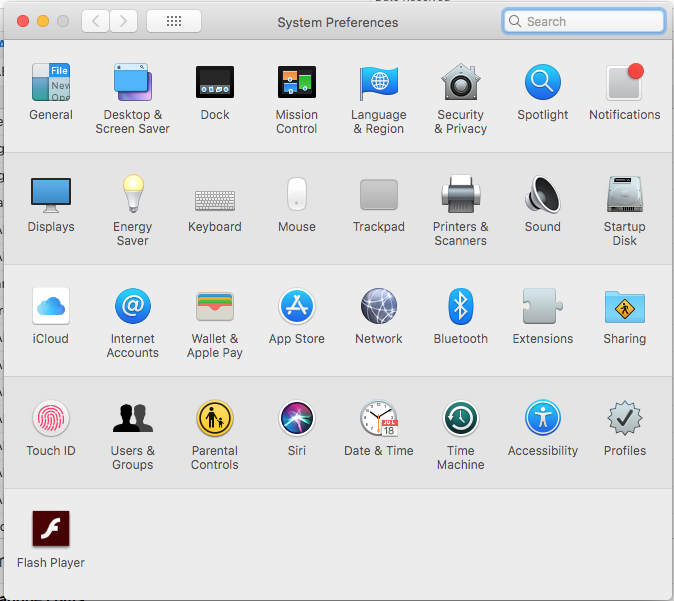 System Preferences
Search
File
New
General
Desktop &
Screen Saver
Dock
Mission
Control
Language
& Region
Security
& Privacy
Spotlight
Notifications
Displays
Energy
Saver
Keyboard
Mouse
Trackpad
Printers &
Scanners
Sound
Startup
Disk
iCloud
Internet
Accounts
Wallet &
Apple Pay
App Store
Network
Bluetooth
Extensions
Sharing
Touch ID
Users &
Groups
Parental
Controls
Siri
JUL
18
Date & Time
Time
Machine
Accessibility
Profiles
Flash Player